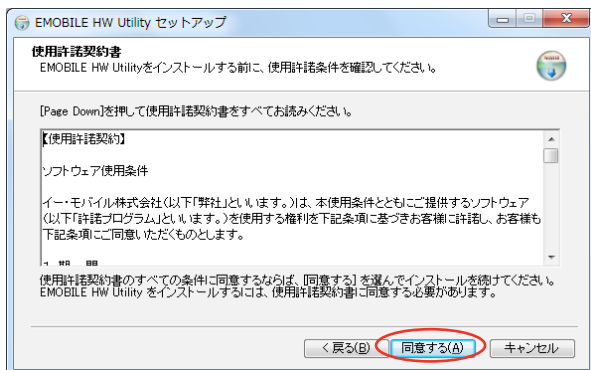 EMOBILE HW Utility セットアップ
使用許諾契約書
EMOBILE HW Utilityをインストールする前に、使用許諾条件を確認してください。
[Page Down]を押して使用許諾契約書をすべてお読みください。
【使用許諾契約】
ソフトウェア使用条件
イー・モバイル株式会社(以下「弊社」といいます。)は、本使用条件とともにご提供するソフトウェア
(以下「許諾プログラム」といいます。)を使用する権利を下記条項に基づきお客様に許諾し、お客様も
下記条項にご同意いただくものとします。
使用許諾契約書のすべての条件に同意するならば、[同意する] を選んでインストールを続けてください。
EMOBILE HW Utility をインストールするには、使用許諾契約書に同意する必要があります。
< 戻る(B)
同意する(A)
キャンセル